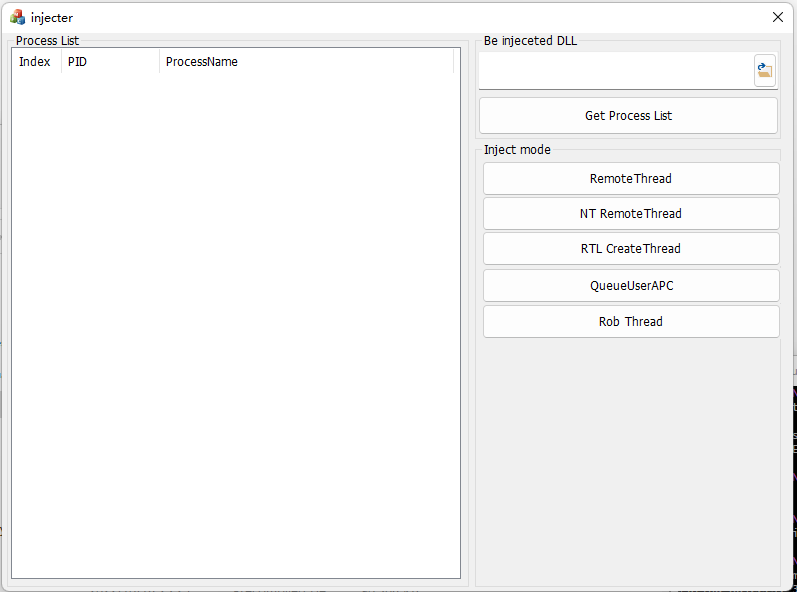 injecter
Process List
Index PID ProcessName
Be injeceted DLL
Get Process List
Inject mode
RemoteThread
NT RemoteThread
RTL CreateThread
QueueUserAPC
Rob Thread